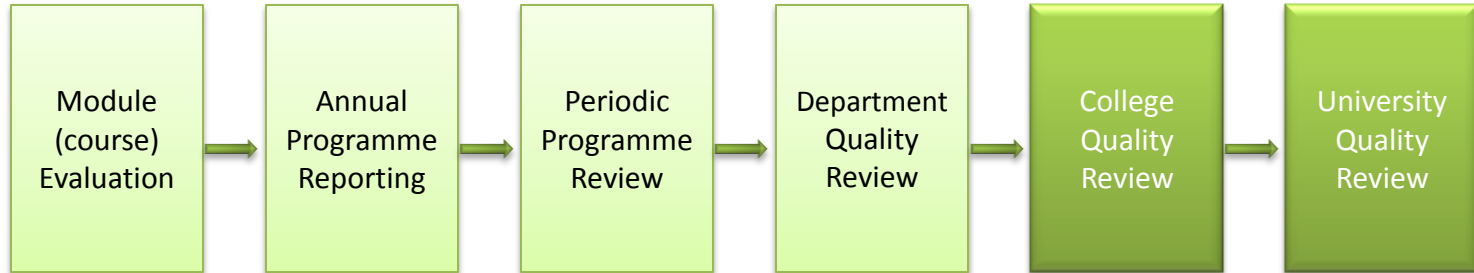 Module
(course)
Evaluation
Annual
Programme
Reporting
Periodic
Programme
Review
Department
Quality
Review
College
Quality
Review
University
Quality
Review